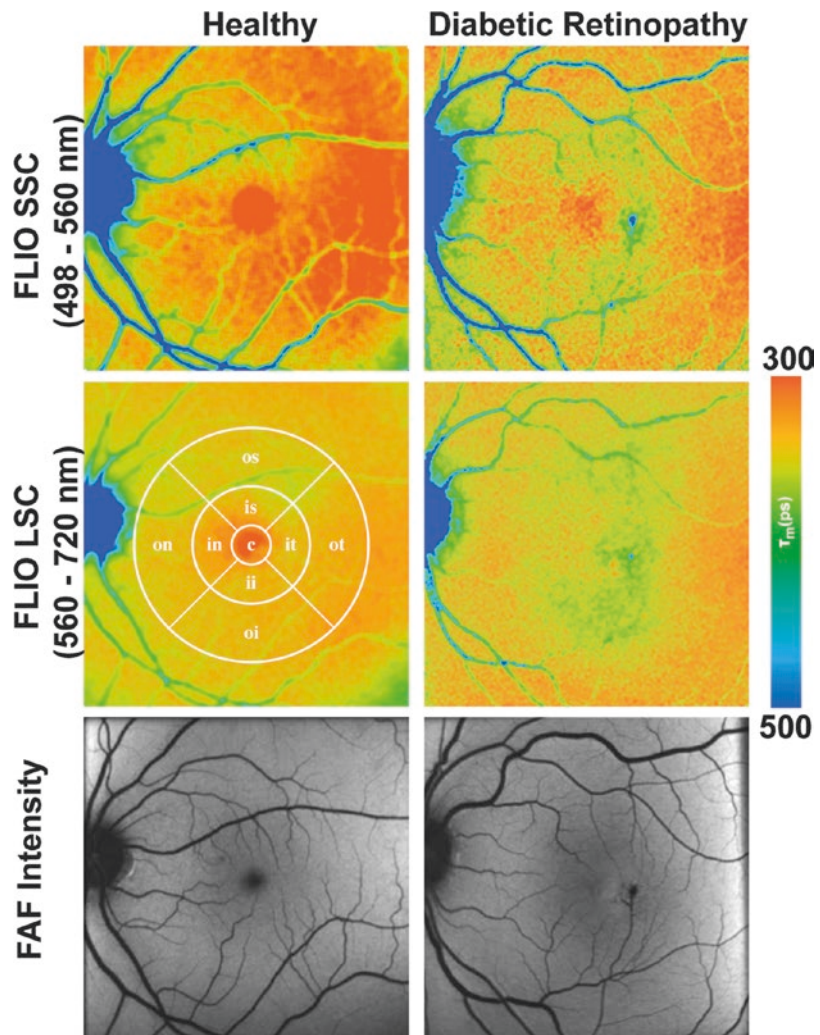 Healthy
Diabetic Retinopathy
FLIO SSC
(498 - 560 nm)
FLIO LSC
(560 - 720 nm)
os
is
on
in
c
it
ot
ii
oi
300
τm(ps)
500
FAF Intensity